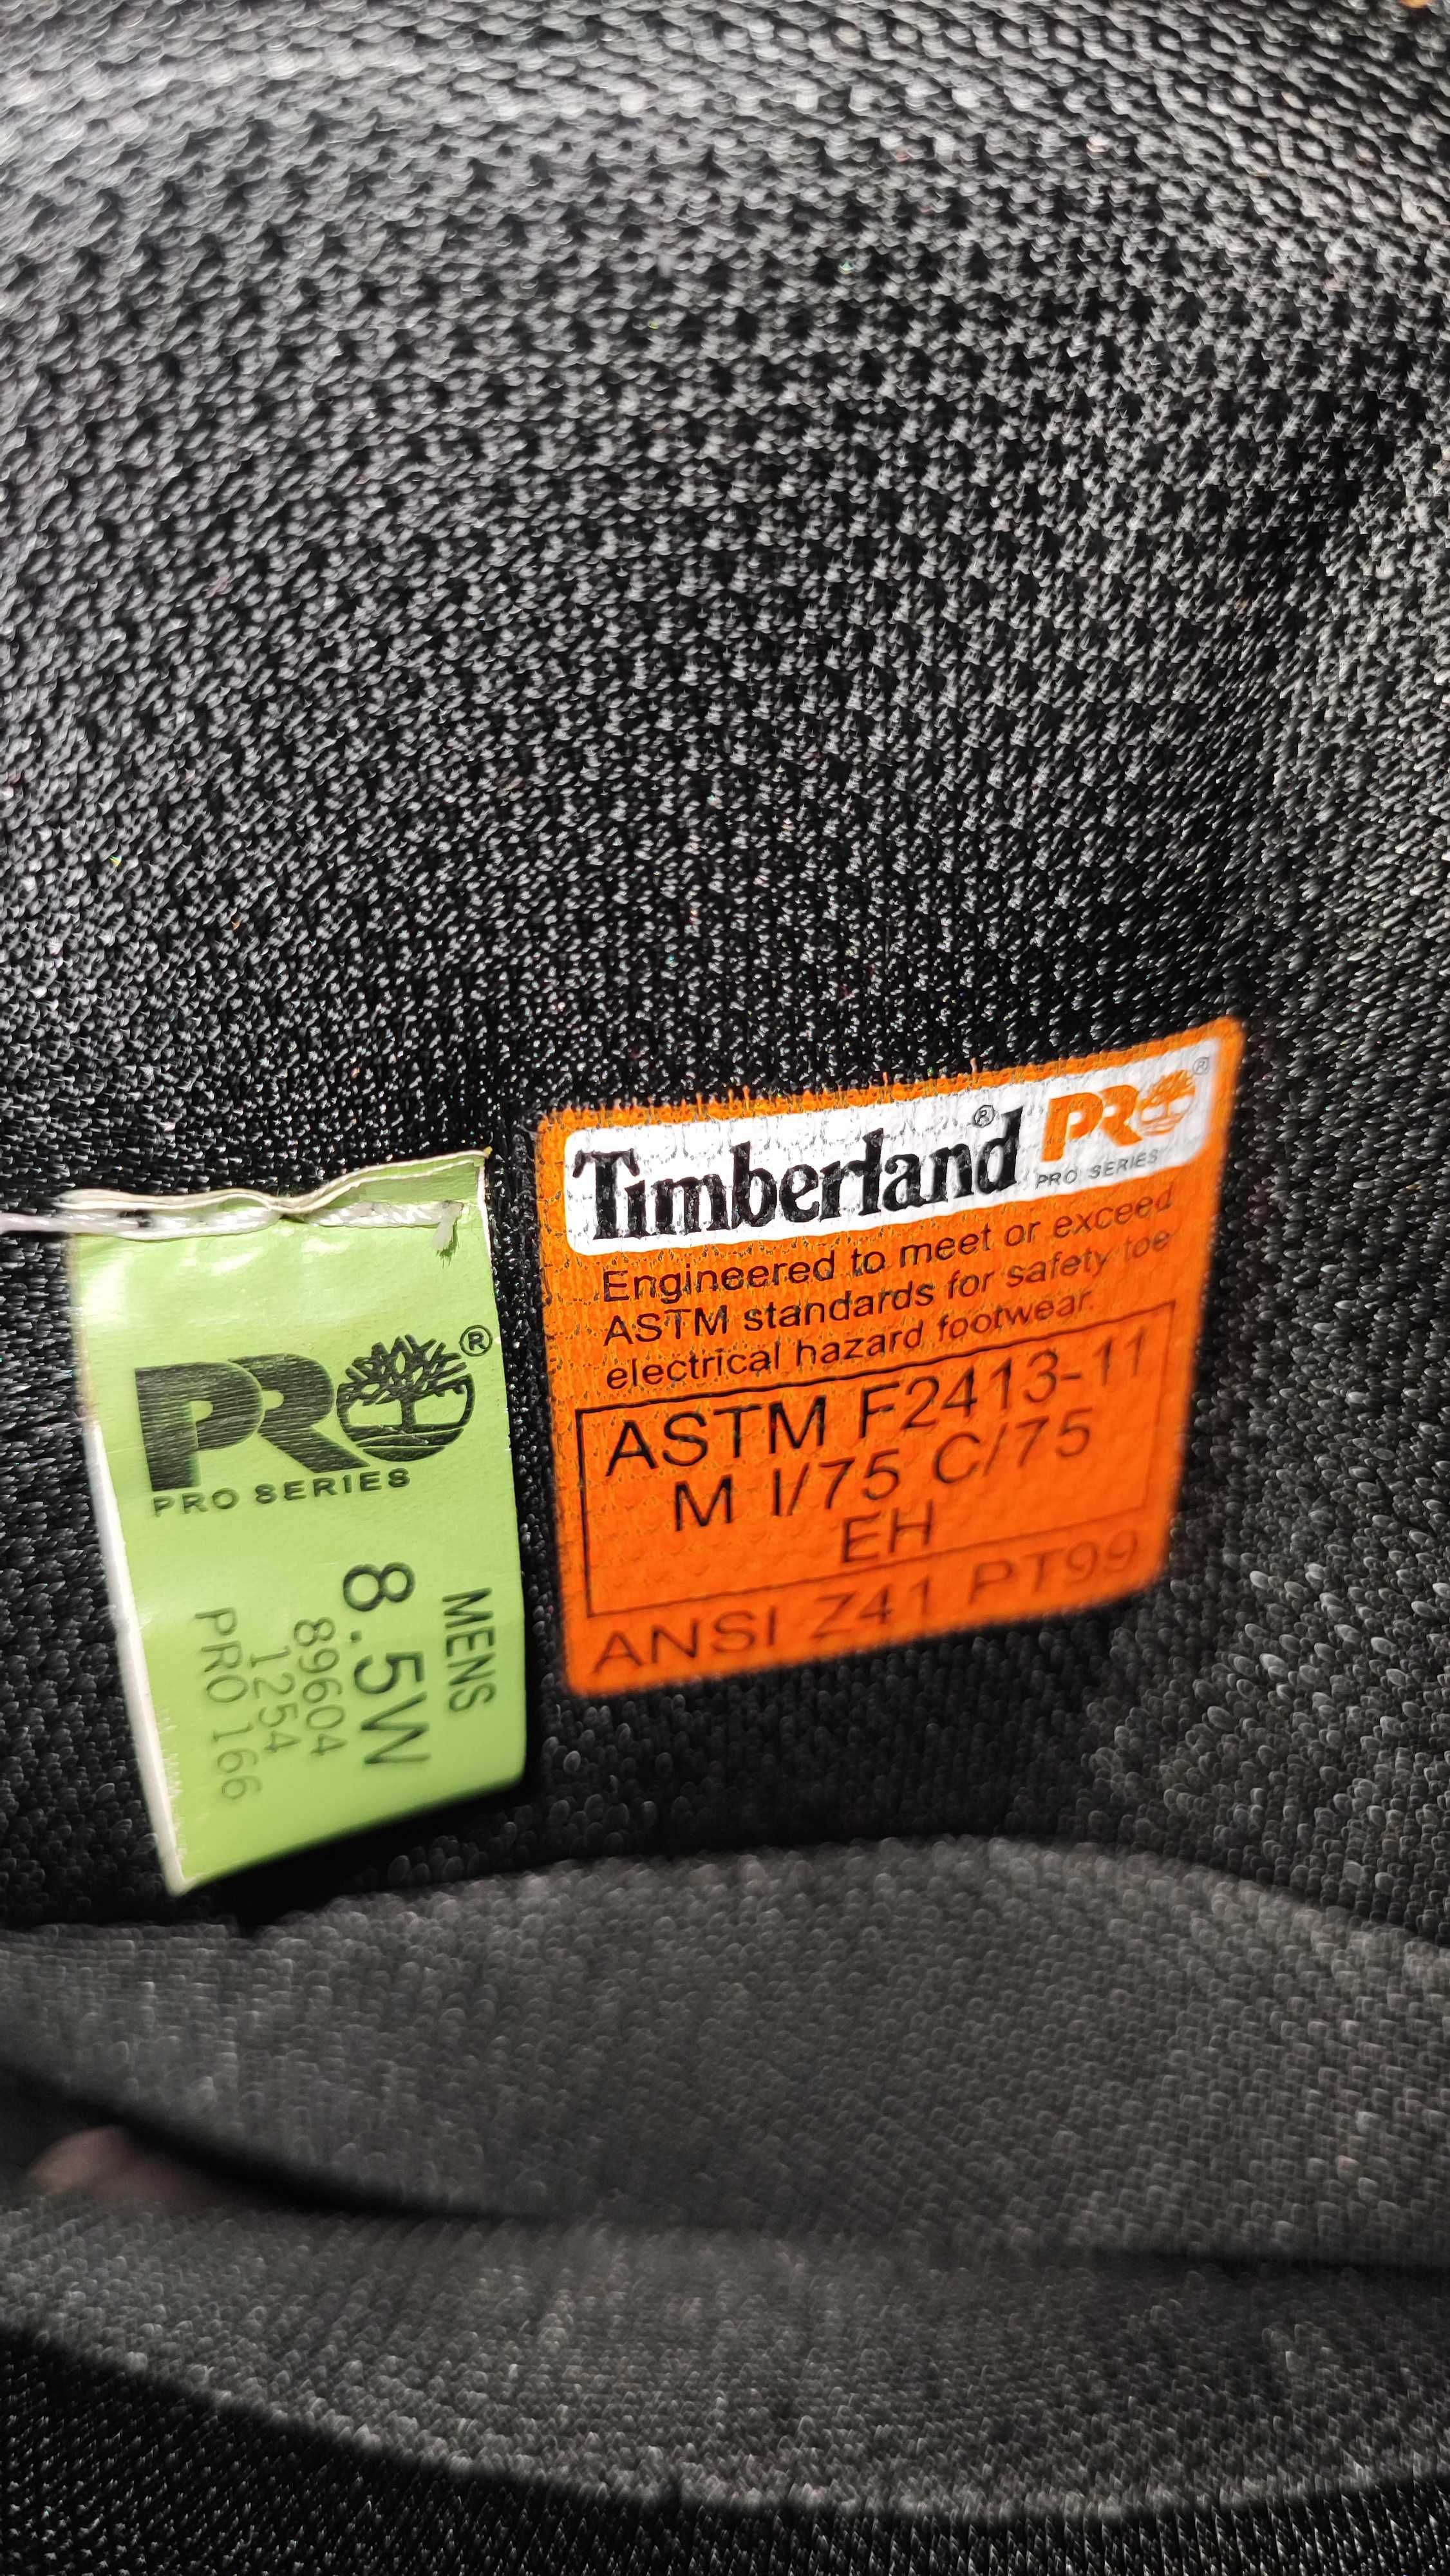 PRO®
PRO SERIES
MENS
8.5W
89604
1254
PRO 166
Timberland® PRO®
PRO SERIES
Engineered to meet or exceed
ASTM standards for safety toe
electrical hazard footwear.
ASTM F2413-11
M I/75 C/75
EH
ANSI Z41 PT99